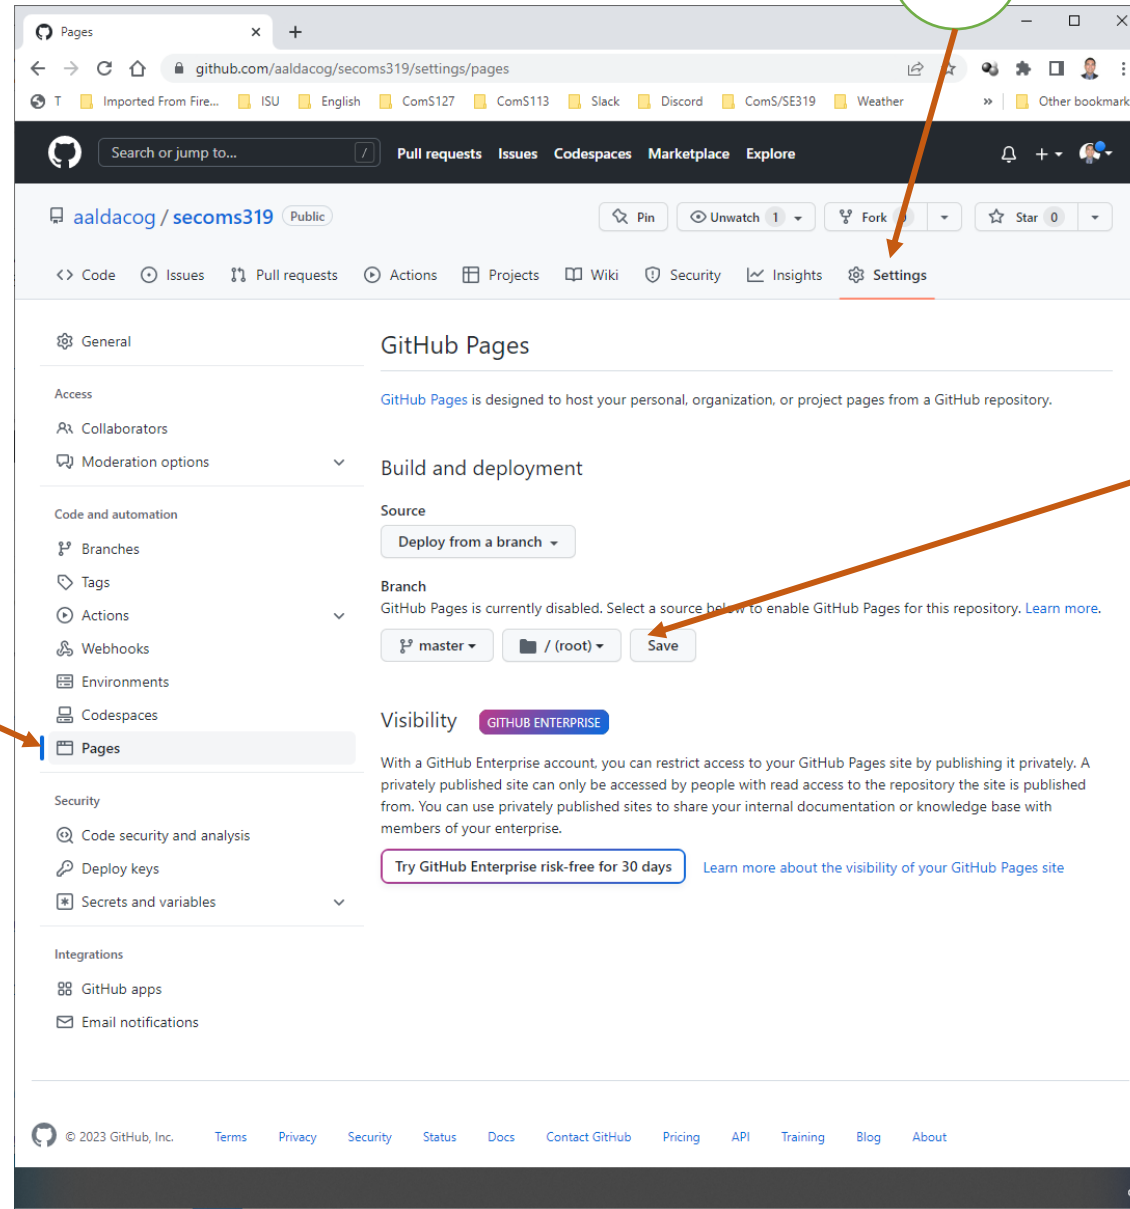 Pages
github.com/aaldacog/secoms319/settings/pages
T Imported From Fire... ISU English ComS127 ComS113 Slack Discord ComS/SE319 Weather » Other bookmark
Search or jump to... / Pull requests Issues Codespaces Marketplace Explore
aaldacog / secoms319 Public Pin Unwatch 1 Fork Star 0
Code Issues Pull requests Actions Projects Wiki Security Insights Settings
General
Access
Collaborators
Moderation options
Code and automation
Branches
Tags
Actions
Webhooks
Environments
Codespaces
Pages
Security
Code security and analysis
Deploy keys
Secrets and variables
Integrations
GitHub apps
Email notifications
GitHub Pages
GitHub Pages is designed to host your personal, organization, or project pages from a GitHub repository.
Build and deployment
Source
Deploy from a branch
Branch
GitHub Pages is currently disabled. Select a source below to enable GitHub Pages for this repository. Learn more.
master / (root) Save
Visibility GITHUB ENTERPRISE
With a GitHub Enterprise account, you can restrict access to your GitHub Pages site by publishing it privately. A
privately published site can only be accessed by people with read access to the repository the site is published
from. You can use privately published sites to share your internal documentation or knowledge base with
members of your enterprise.
Try GitHub Enterprise risk-free for 30 days Learn more about the visibility of your GitHub Pages site
© 2023 GitHub, Inc. Terms Privacy Security Status Docs Contact GitHub Pricing API Training Blog About